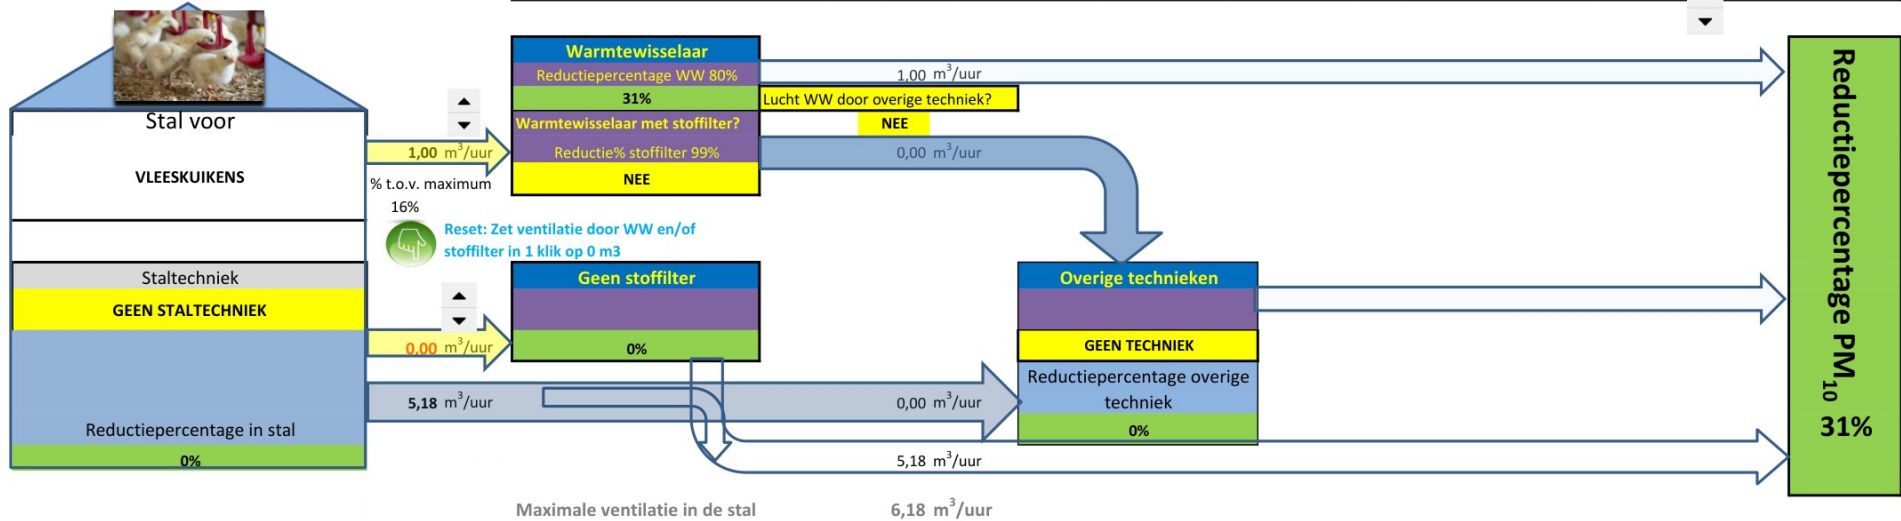 Stal voor
VLEESKUIKENS
Staltechniek
GEEN STALTECHNIEK
Reductiepercentage in stal
0%
1,00 m³/uur
% t.o.v. maximum
16%
Reset: Zet ventilatie door WW en/of
stoffilter in 1 klik op 0 m3
0,00 m³/uur
5,18 m³/uur
Warmtewisselaar
Reductiepercentage WW 80%
31%
Warmtewisselaar met stoffilter?
Reductie% stoffilter 99%
NEE
Geen stoffilter
0%
1,00 m³/uur
Lucht WW door overige techniek?
NEE
0,00 m³/uur
0,00 m³/uur
5,18 m³/uur
Overige technieken
GEEN TECHNIEK
Reductiepercentage overige
techniek
0%
Maximale ventilatie in de stal 6,18 m³/uur
Reductiepercentage PM₁₀
31%